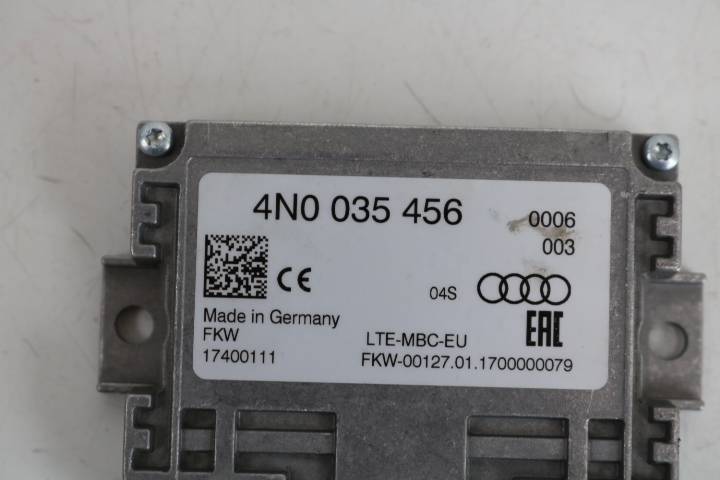 4N0 035 456
0006
003
CE
04S
Made in Germany
FKW
LTE-MBC-EU
EAC
17400111
FKW-00127.01.1700000079